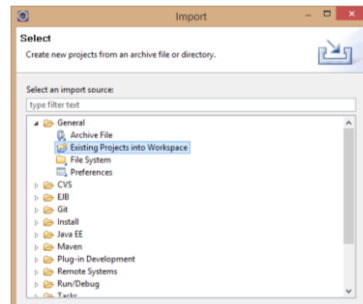 Import
Select
Create new projects from an archive file or directory.
Select an import source:
type filter text
General
Archive File
Existing Projects into Workspace
File System
Preferences
CVS
EJB
Git
Install
Java EE
Maven
Plug-in Development
Remote Systems
Run/Debug
Tasks